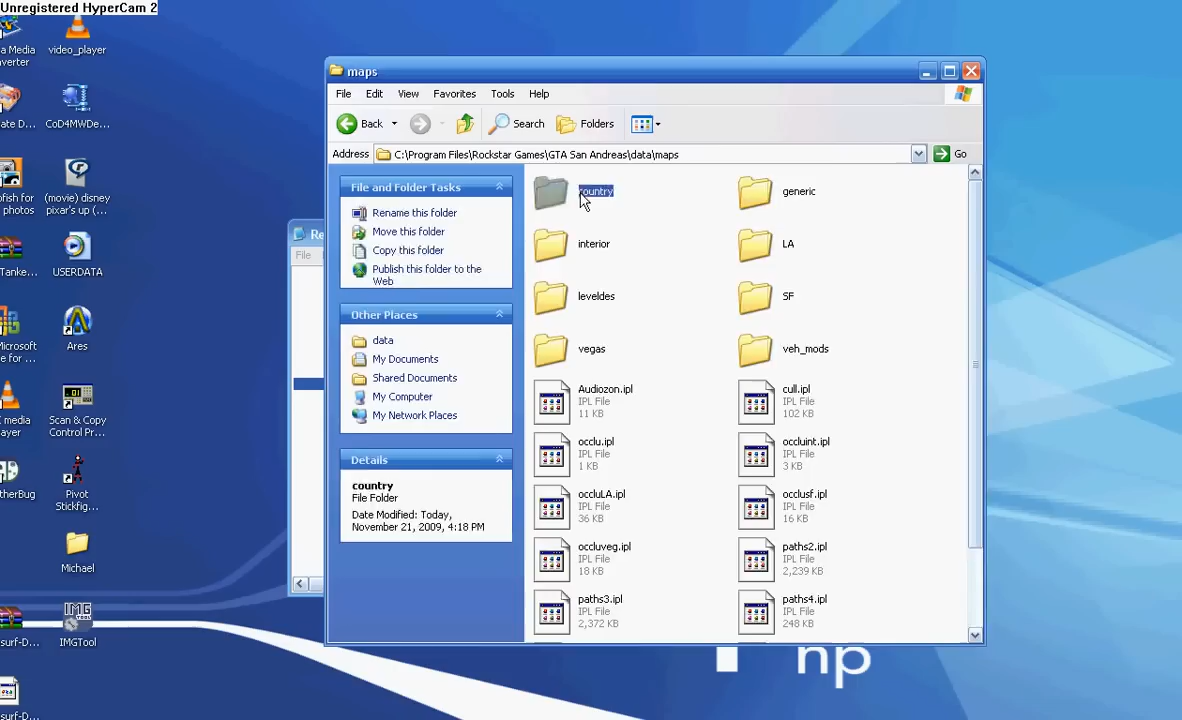 Unregistered HyperCam 2
a Media
verter
video_player
ate D...
CoD4MWDe...
fish for
photos
(movie) disney
pixar's up (...
Tanke...
USERDATA
Microsoft
e for ...
Ares
media
ayer
Scan & Copy
Control Pr...
therBug
Pivot
Stickfig...
Michael
surf-D...
IMGTool
surf-D...
Re
File
maps
File Edit View Favorites Tools Help
Back Search Folders
Address C:\Program Files\Rockstar Games\GTA San Andreas\data\maps Go
File and Folder Tasks
Rename this folder
Move this folder
Copy this folder
Publish this folder to the
Web
Other Places
data
My Documents
Shared Documents
My Computer
My Network Places
Details
country
File Folder
Date Modified: Today,
November 21, 2009, 4:18 PM
country
generic
interior
LA
leveldes
SF
vegas
veh_mods
Audiozon.ipl
IPL File
11 KB
cull.ipl
IPL File
102 KB
occlu.ipl
IPL File
1 KB
occluint.ipl
IPL File
3 KB
occluLA.ipl
IPL File
36 KB
occlusf.ipl
IPL File
16 KB
occluveg.ipl
IPL File
18 KB
paths2.ipl
IPL File
2,239 KB
paths3.ipl
IPL File
2,372 KB
paths4.ipl
IPL File
248 KB
np